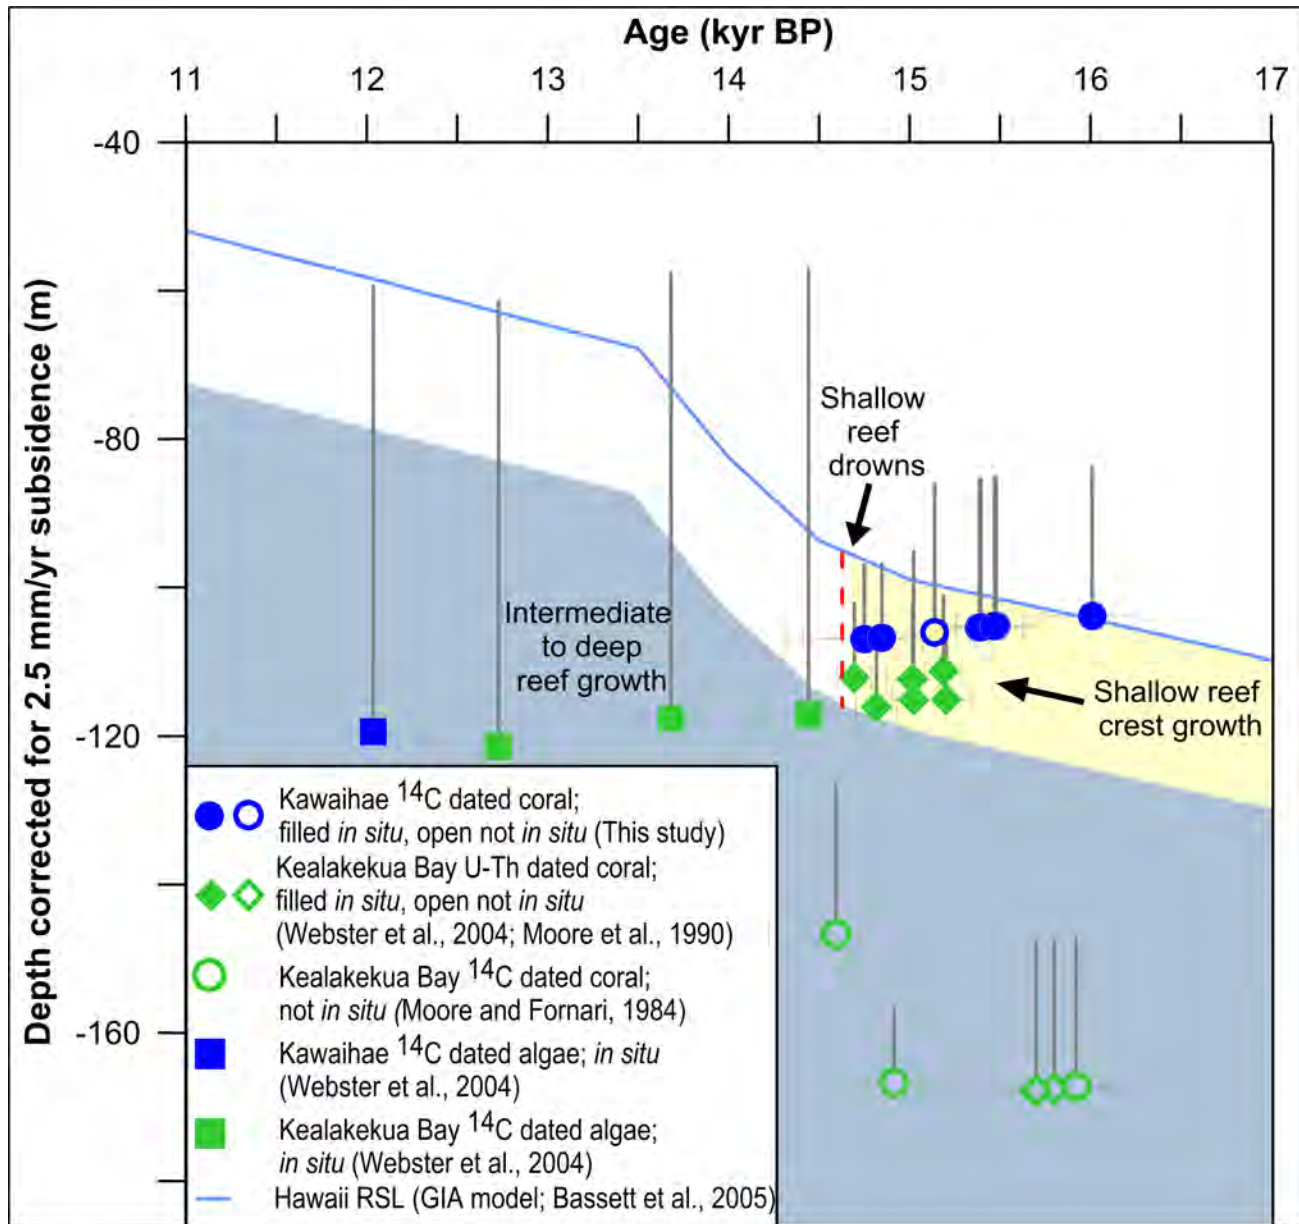 Age (kyr BP)
11 12 13 14 15 16 17
-40
-80
-120
-160
Depth corrected for 2.5 mm/yr subsidence (m)
Shallow
reef
drowns
Intermediate
to deep
reef growth
Shallow reef
crest growth
Kawaihae 14C dated coral;
filled in situ, open not in situ (This study)
Kealakekua Bay U-Th dated coral;
filled in situ, open not in situ
(Webster et al., 2004; Moore et al., 1990)
Kealakekua Bay 14C dated coral;
not in situ (Moore and Fornari, 1984)
Kawaihae 14C dated algae; in situ
(Webster et al., 2004)
Kealakekua Bay 14C dated algae;
in situ (Webster et al., 2004)
Hawaii RSL (GIA model; Bassett et al., 2005)